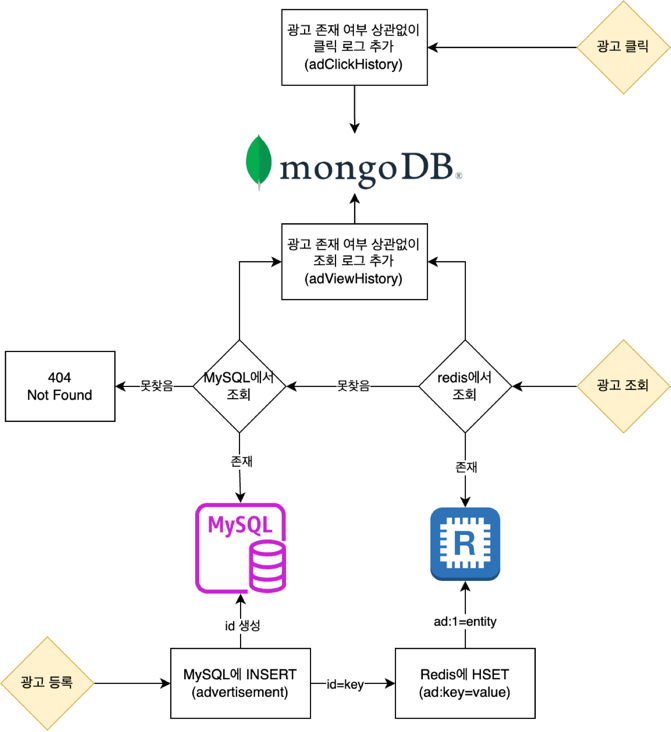 광고 존재 여부 상관없이
클릭 로그 추가
(adClickHistory)
광고 클릭
mongoDB®
광고 존재 여부 상관없이
조회 로그 추가
(adViewHistory)
404
Not Found
못찾음
MySQL에서
조회
못찾음
redis에서
조회
광고 조회
존재
존재
MySQL
R
id 생성
ad:1=entity
광고 등록
MySQL에 INSERT
(advertisement)
id=key
Redis에 HSET
(ad:key=value)